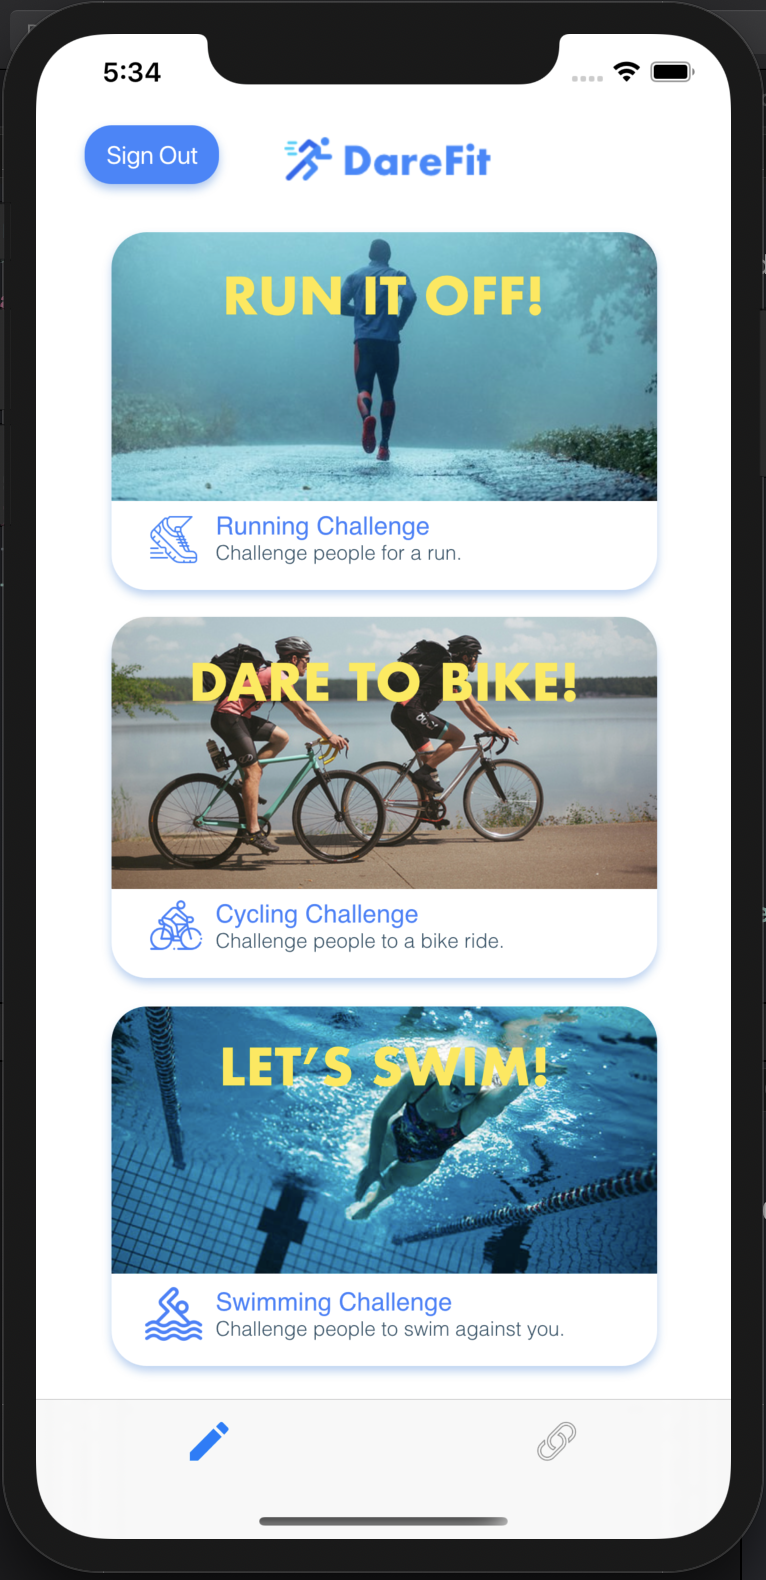 5:34
Sign Out
DareFit
RUN IT OFF!
Running Challenge
Challenge people for a run.
DARE TO BIKE!
Cycling Challenge
Challenge people to a bike ride.
LET’S SWIM!
Swimming Challenge
Challenge people to swim against you.